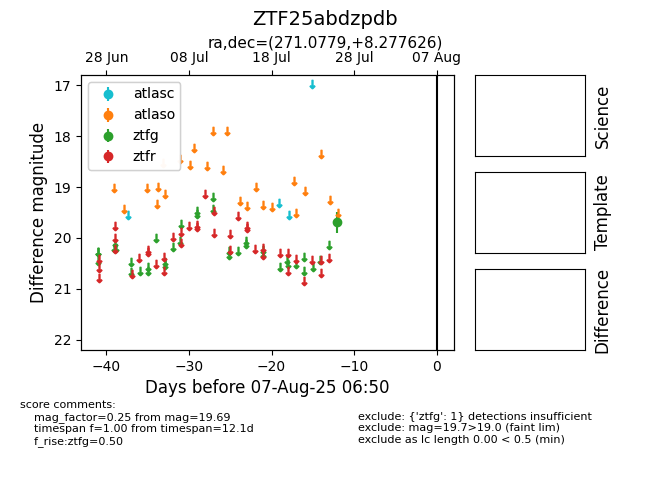 ZTF25abdzpdb
ra,dec=(271.0779,+8.277626)
28 Jun 08 Jul 18 Jul 28 Jul 07 Aug
atlasc
atlaso
ztfg
ztfr
17
18
19
20
21
22
Difference magnitude
−40 −30 −20 −10 0
Days before 07-Aug-25 06:50
Science
Template
Difference
score comments:
mag_factor=0.25 from mag=19.69
timespan f=1.00 from timespan=12.1d
f_rise:ztfg=0.50
exclude: {'ztfg': 1} detections insufficient
exclude: mag=19.7>19.0 (faint lim)
exclude as lc length 0.00 < 0.5 (min)